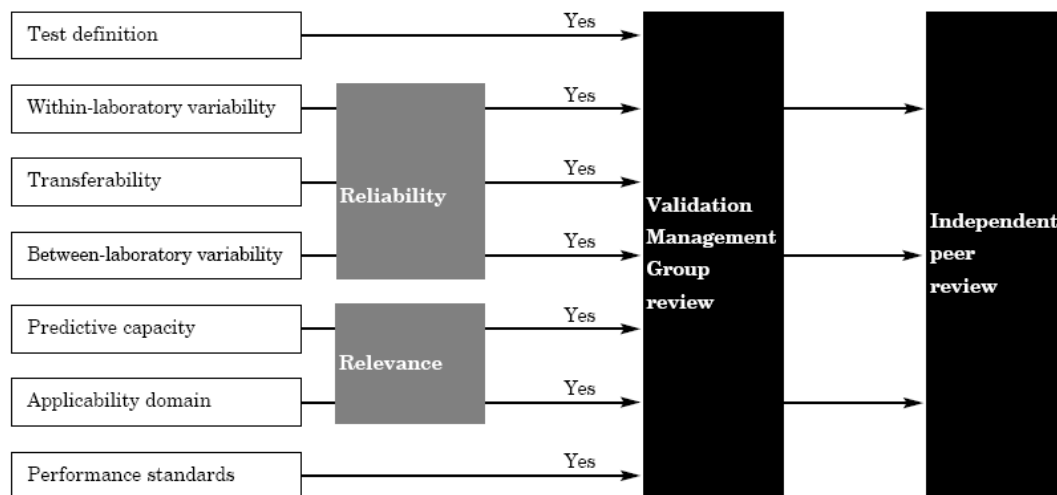 Test definition
Yes
Within-laboratory variability
Yes
Transferability
Yes
Reliability
Between-laboratory variability
Yes
Predictive capacity
Yes
Relevance
Applicability domain
Yes
Performance standards
Yes
Validation
Management
Group
review
Independent
peer
review